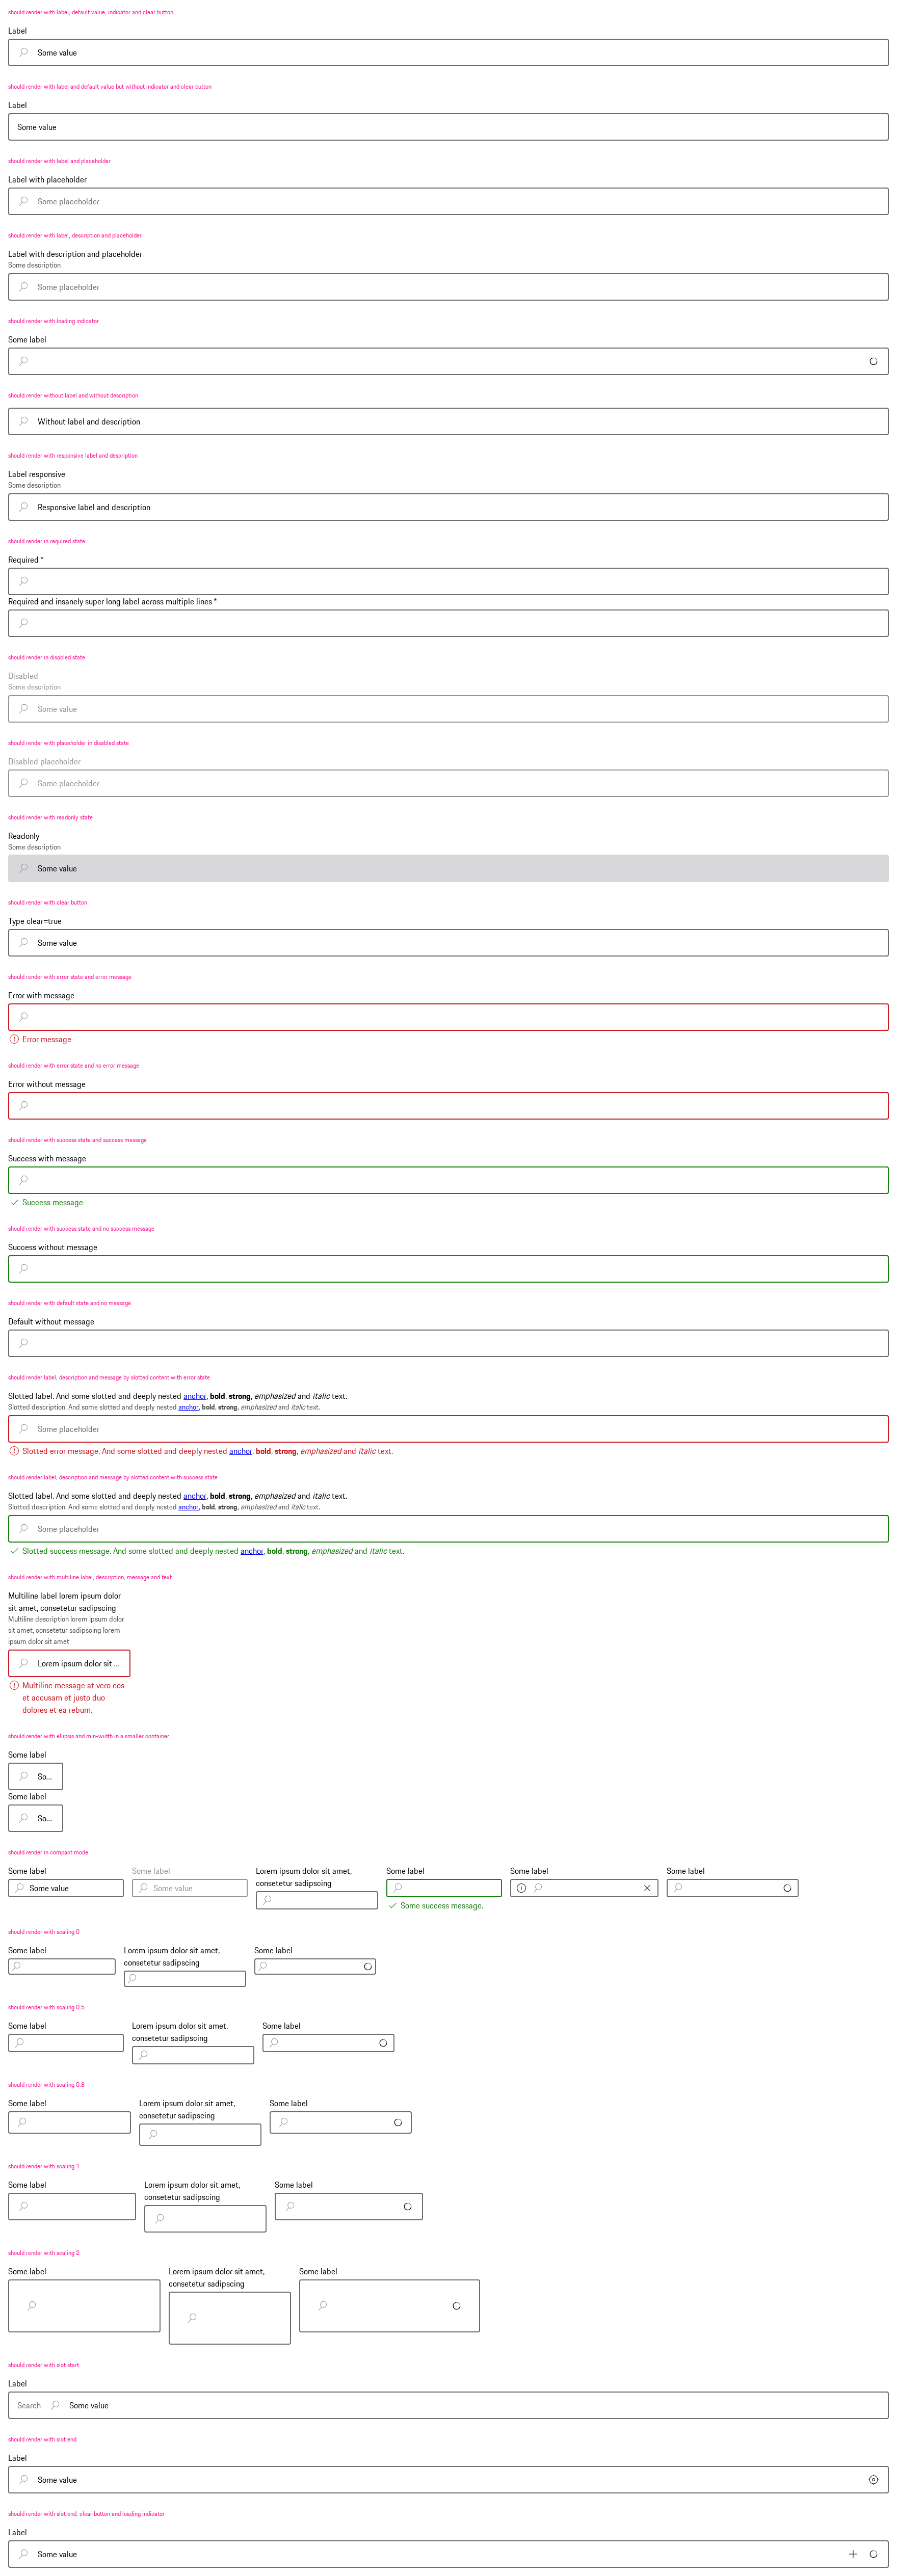 should render with label, default value, indicator and clear button
Label
Some value
should render with label and default value but without indicator and clear button
Label
Some value
should render with label and placeholder
Label with placeholder
Some placeholder
should render with label, description and placeholder
Label with description and placeholder
Some description
Some placeholder
should render with loading indicator
Some label
should render without label and without description
Without label and description
should render with responsive label and description
Label responsive
Some description
Responsive label and description
should render in required state
Required *
Required and insanely super long label across multiple lines *
should render in disabled state
Disabled
Some description
Some value
should render with placeholder in disabled state
Disabled placeholder
Some placeholder
should render with readonly state
Readonly
Some description
Some value
should render with clear button
Type clear=true
Some value
should render with error state and error message
Error with message
Error message
should render with error state and no error message
Error without message
should render with success state and success message
Success with message
Success message
should render with success state and no success message
Success without message
should render with default state and no message
Default without message
should render label, description and message by slotted content with error state
Slotted label. And some slotted and deeply nested anchor, bold, strong, emphasized and italic text.
Slotted description. And some slotted and deeply nested anchor, bold, strong, emphasized and italic text.
Some placeholder
Slotted error message. And some slotted and deeply nested anchor, bold, strong, emphasized and italic text.
should render label, description and message by slotted content with success state
Slotted label. And some slotted and deeply nested anchor, bold, strong, emphasized and italic text.
Slotted description. And some slotted and deeply nested anchor, bold, strong, emphasized and italic text.
Some placeholder
Slotted success message. And some slotted and deeply nested anchor, bold, strong, emphasized and italic text.
should render with multiline label, description, message and text
Multiline label lorem ipsum dolor
sit amet, consetetur sadipscing
Multiline description lorem ipsum dolor
sit amet, consetetur sadipscing lorem
ipsum dolor sit amet
Lorem ipsum dolor sit ...
Multiline message at vero eos
et accusam et justo duo
dolores et ea rebum.
should render with ellipsis and min-width in a smaller container
Some label
So...
Some label
So...
should render in compact mode
Some label
Some value
Some label
Some value
Lorem ipsum dolor sit amet,
consetetur sadipscing
Some label
Some success message.
Some label
Some label
should render with scaling 0
Some label
Lorem ipsum dolor sit amet,
consetetur sadipscing
Some label
should render with scaling 0.5
Some label
Lorem ipsum dolor sit amet,
consetetur sadipscing
Some label
should render with scaling 0.8
Some label
Lorem ipsum dolor sit amet,
consetetur sadipscing
Some label
should render with scaling 1
Some label
Lorem ipsum dolor sit amet,
consetetur sadipscing
Some label
should render with scaling 2
Some label
Lorem ipsum dolor sit amet,
consetetur sadipscing
Some label
should render with slot start
Label
Search Some value
should render with slot end
Label
Some value
should render with slot end, clear button and loading indicator
Label
Some value